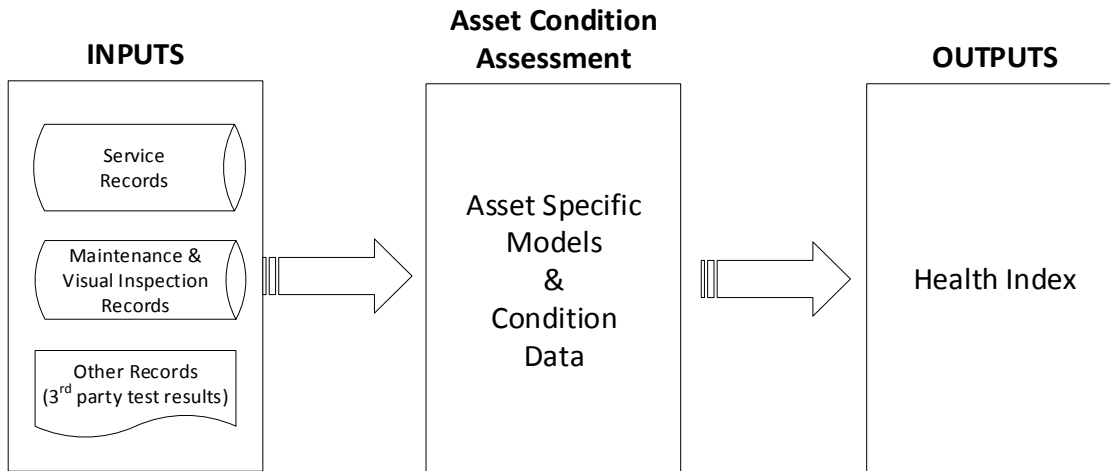 INPUTS
Service
Records
Maintenance &
Visual Inspection
Records
Other Records
(3rd party test results)
Asset Condition
Assessment
Asset Specific
Models
&
Condition
Data
OUTPUTS
Health Index